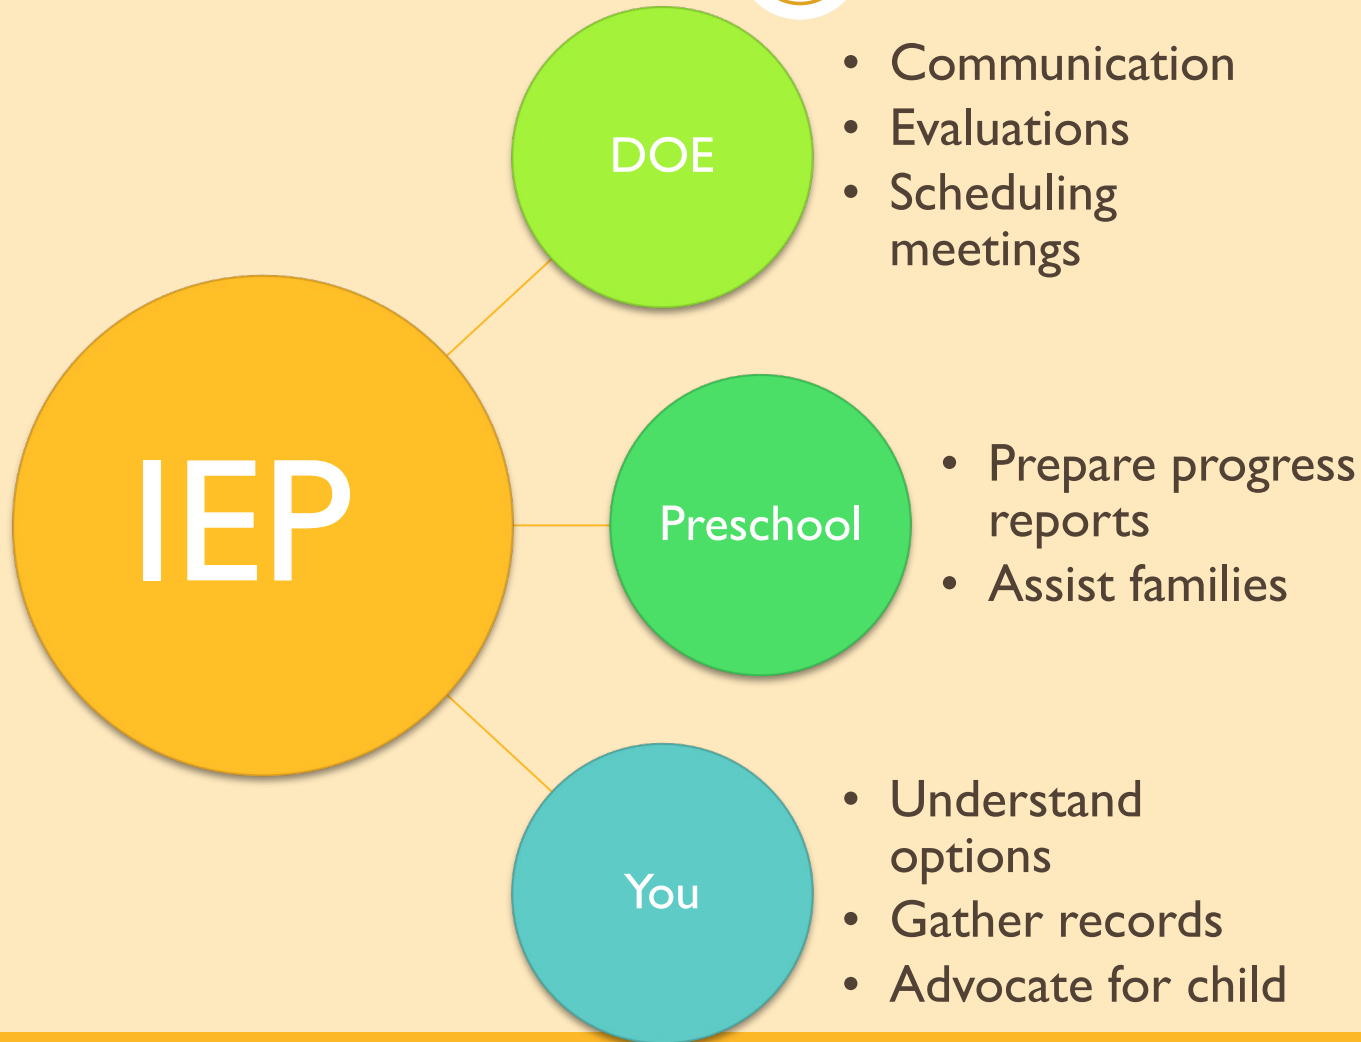 DOE
• Communication
• Evaluations
• Scheduling
meetings
IEP
Preschool
• Prepare progress
reports
• Assist families
You
• Understand
options
• Gather records
• Advocate for child